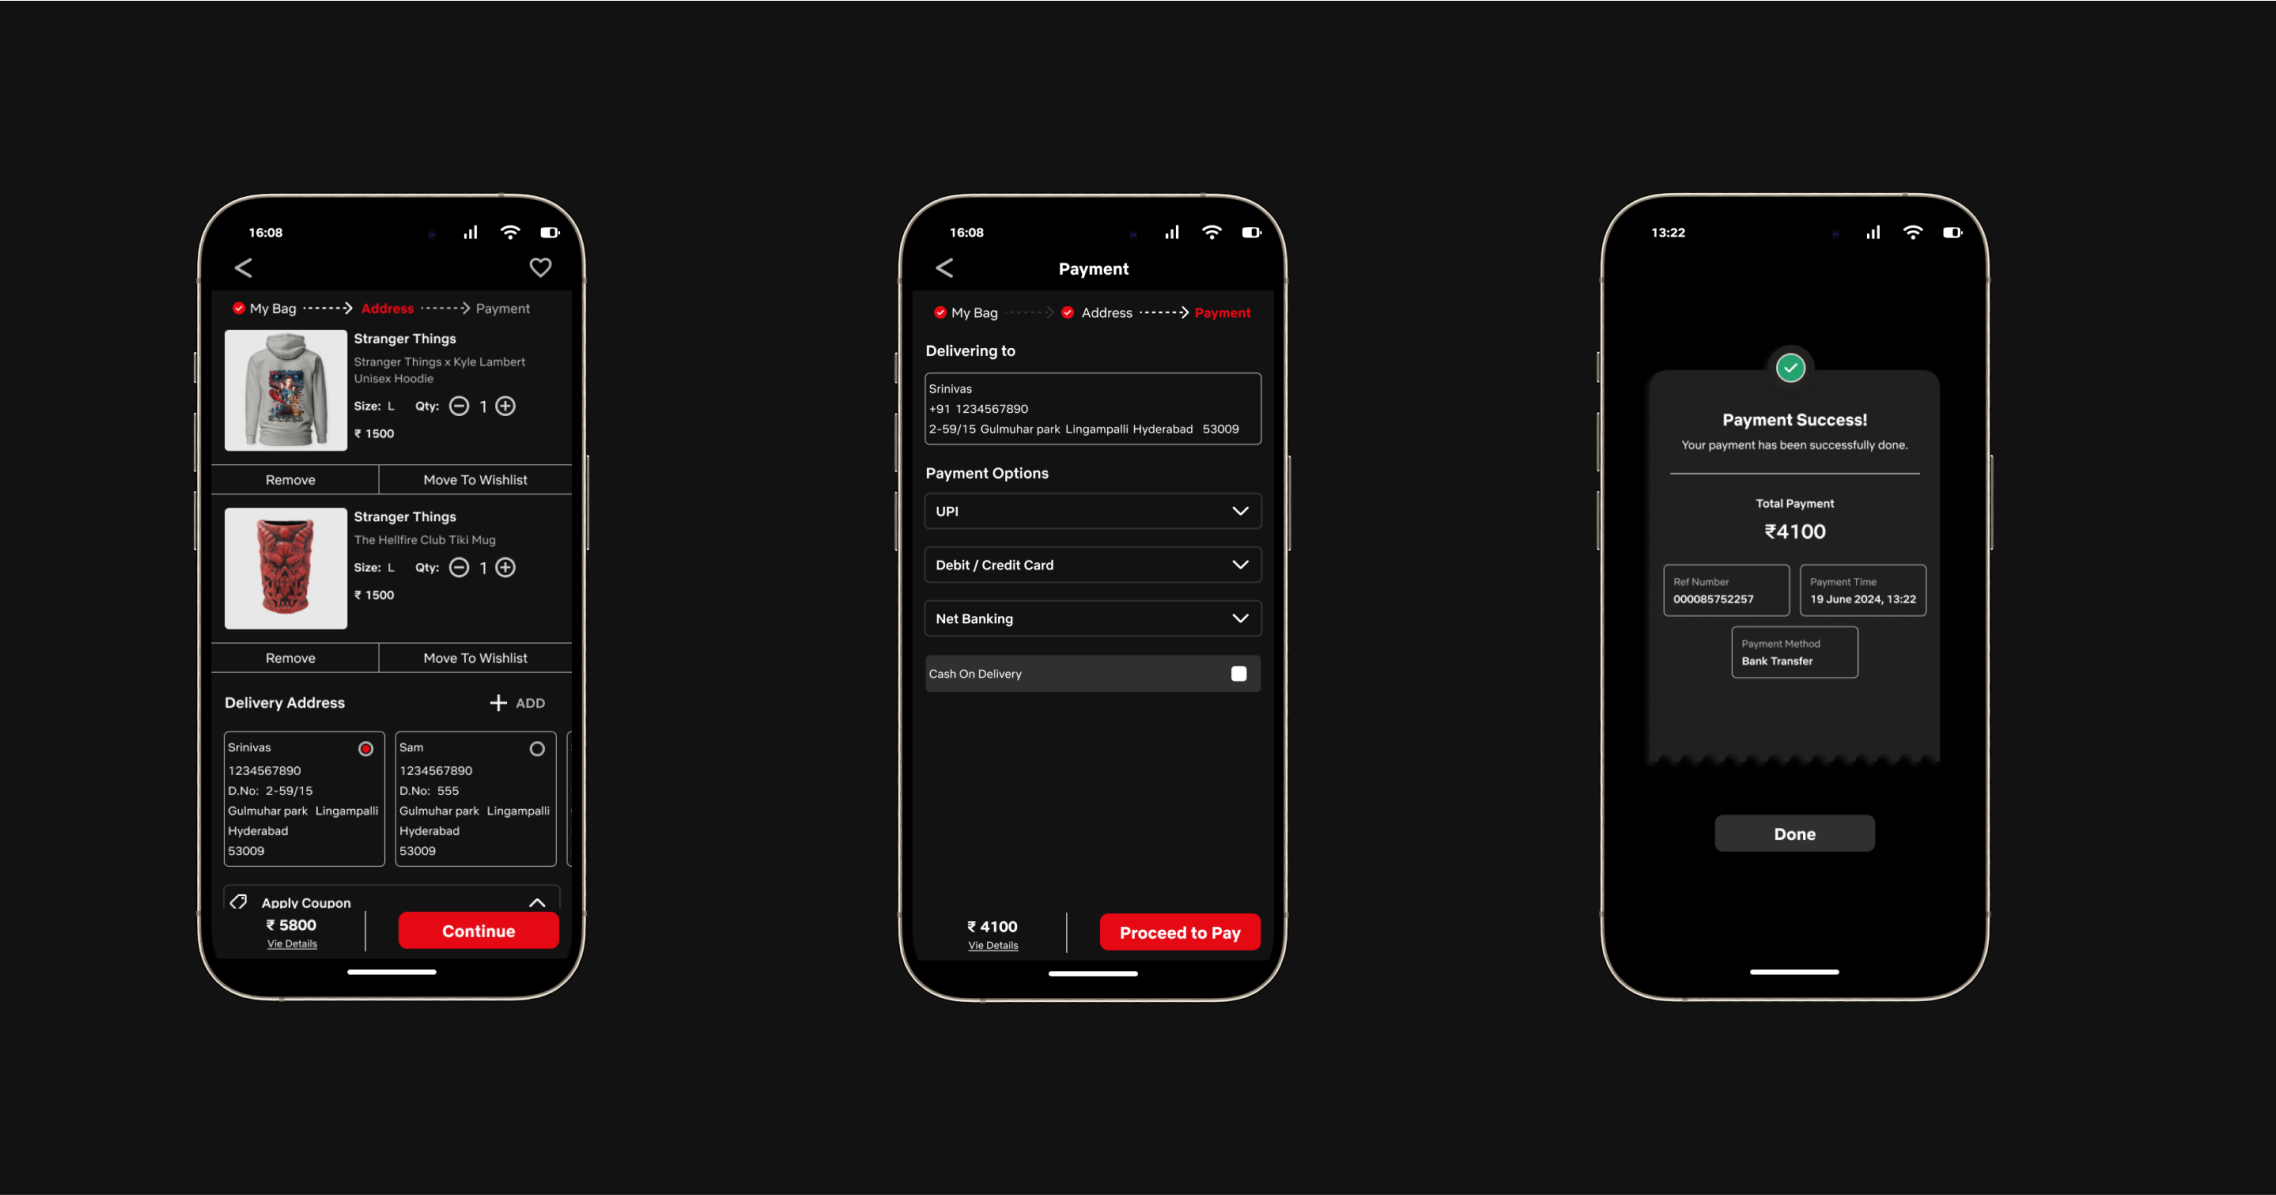 16:08
My Bag Address Payment
Stranger Things
Stranger Things x Kyle Lambert
Unisex Hoodie
Size: L Qty: 1
₹ 1500
Remove Move To Wishlist
Stranger Things
The Hellfire Club Tiki Mug
Size: L Qty: 1
₹ 1500
Remove Move To Wishlist
Delivery Address + ADD
Srinivas
1234567890
D.No: 2-59/15
Gulmuhar park Lingampalli
Hyderabad
53009
Sam
1234567890
D.No: 555
Gulmuhar park Lingampalli
Hyderabad
53009
Apply Coupon
₹ 5800
Vie Details
Continue
16:08
Payment
My Bag Address Payment
Delivering to
Srinivas
+91 1234567890
2-59/15 Gulmuhar park Lingampalli Hyderabad 53009
Payment Options
UPI
Debit / Credit Card
Net Banking
Cash On Delivery
₹ 4100
Vie Details
Proceed to Pay
13:22
Payment Success!
Your payment has been successfully done.
Total Payment
₹4100
Ref Number
000085752257
Payment Time
19 June 2024, 13:22
Payment Method
Bank Transfer
Done